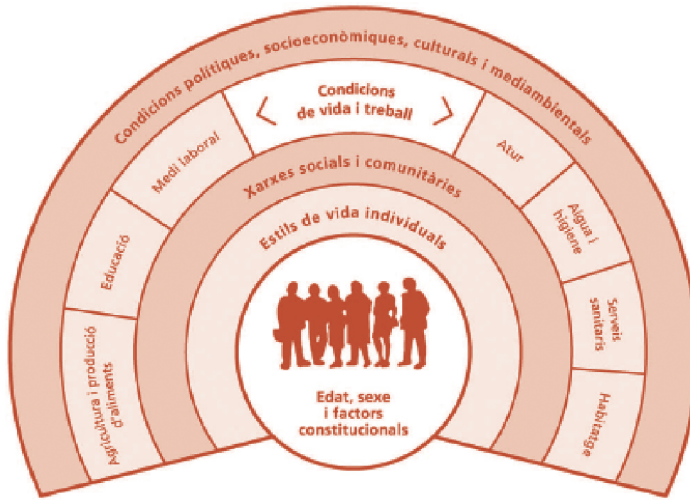 Condicions polítiques, socioeconòmiques, culturals i mediambientals
Condicions
de vida i treball
Agricultura i producció
d'aliments
Educació
Medi laboral
Atur
Aigua i
higiene
Serveis
sanitaris
Habitatge
Xarxes socials i comunitàries
Estils de vida individuals
Edat, sexe
i factors
constitucionals